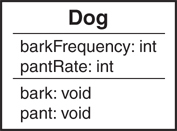 Dog
barkFrequency: int
pantRate: int
bark: void
pant: void